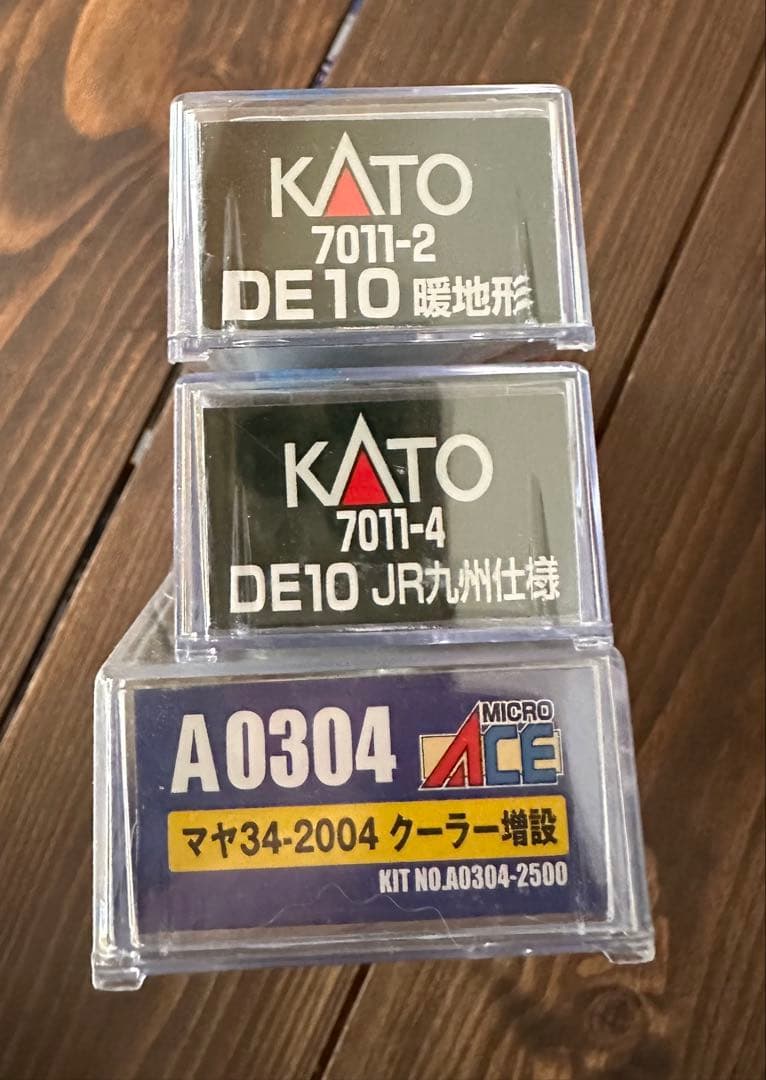 KATO
7011-2
DE10 暖地形
KATO
7011-4
DE10 JR九州仕様
A0304 MICRO ACE
マヤ34-2004 クーラー増設
KIT NO.A0304-2500